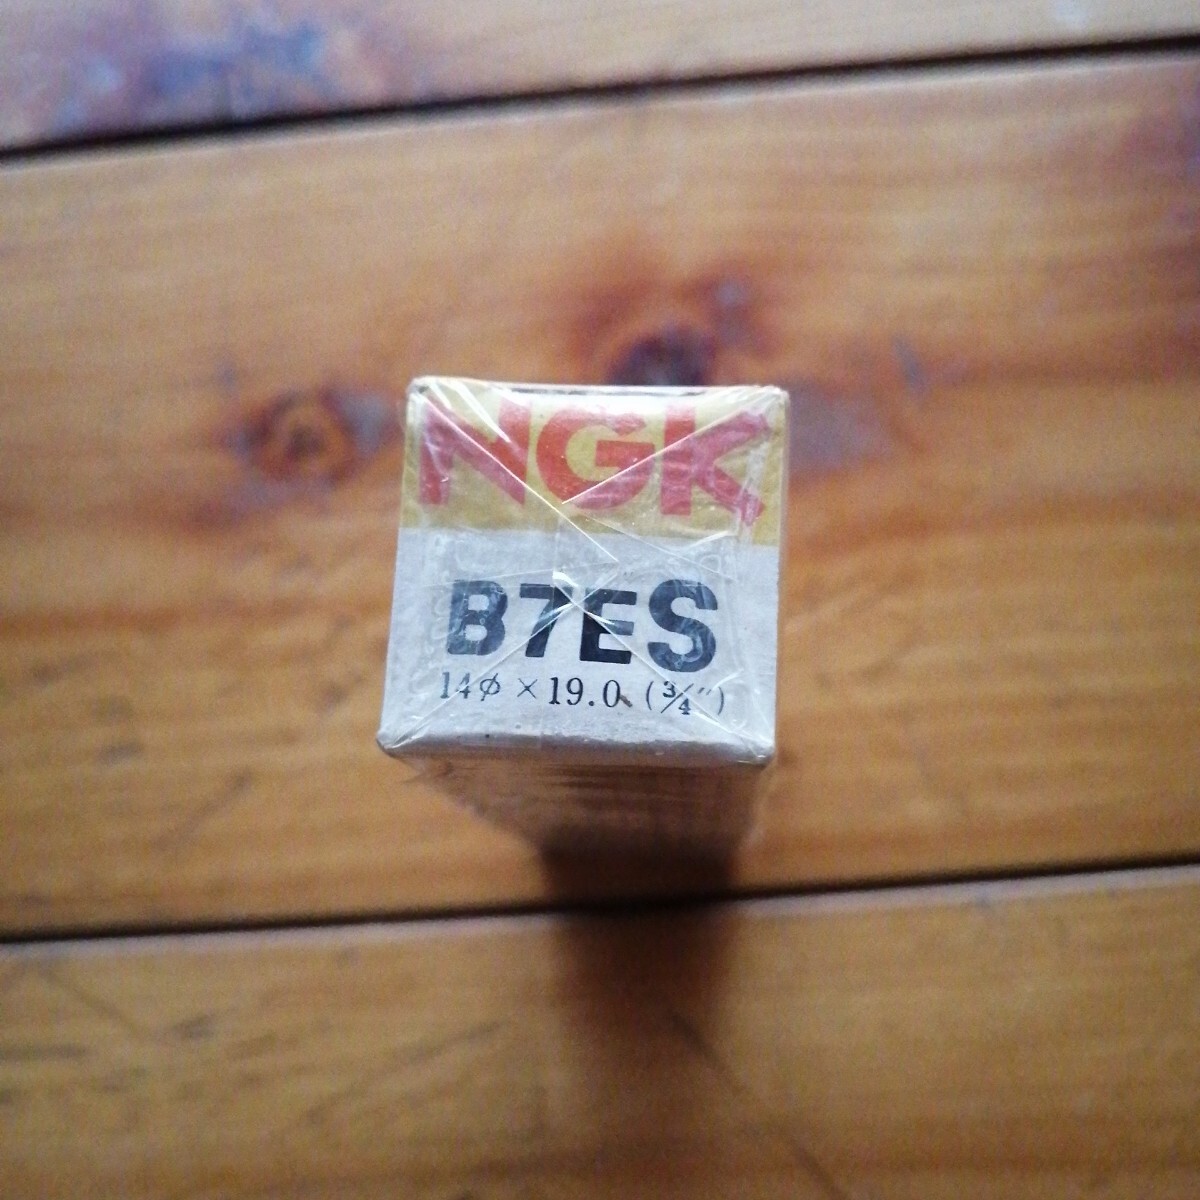 NGK
B7ES
14φ × 19.0 (3/4")